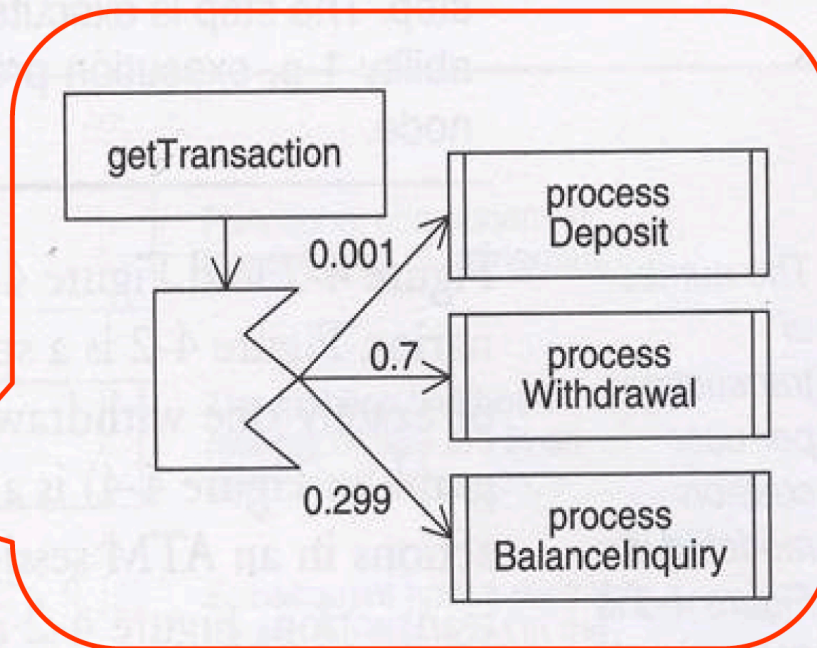 getTransaction
process
Deposit
0.001
0.7
process
Withdrawal
0.299
process
BalanceInquiry